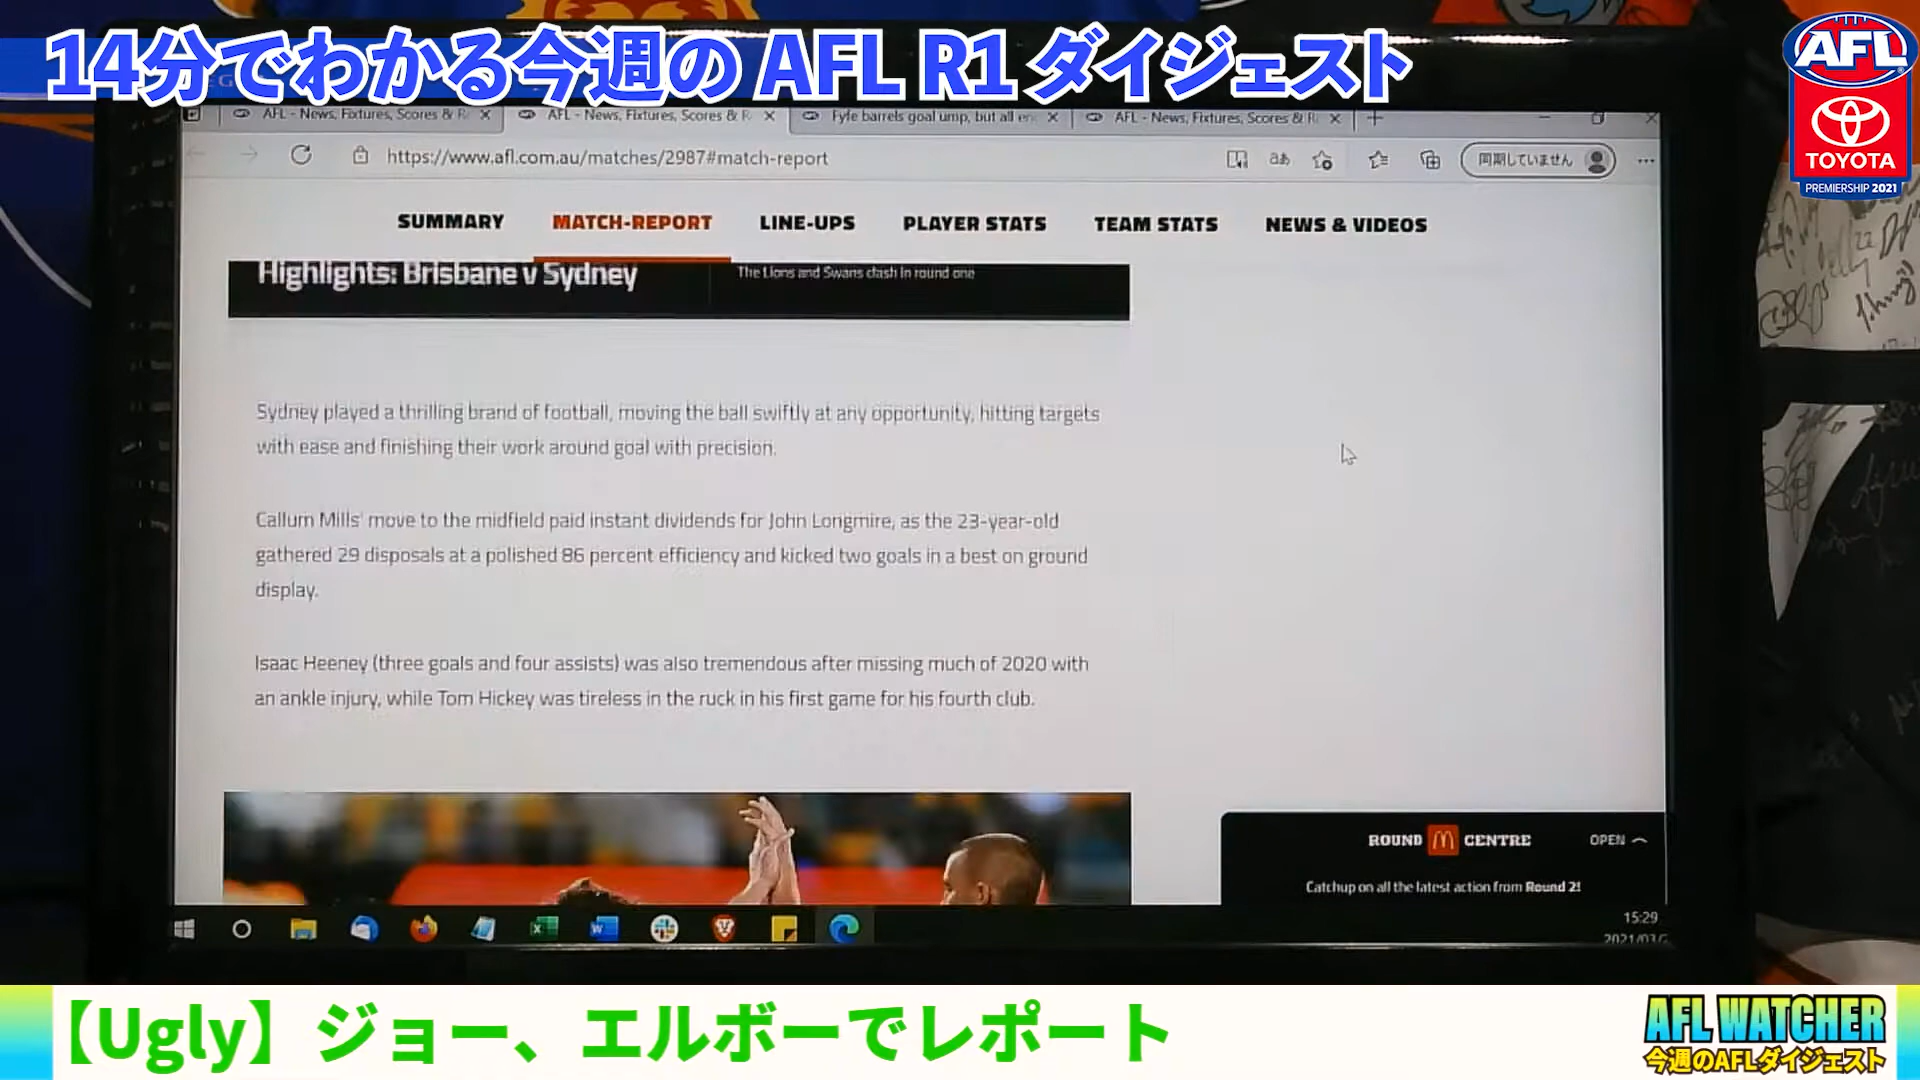 14分でわかる今週の AFL R1 ダイジェスト
AFL
TOYOTA
PREMIERSHIP 2021
AFL - News, Fixtures, Scores & R
AFL - News, Fixtures, Scores & R
Fyfe barrels goal ump, but all en
AFL - News, Fixtures, Scores & R
https://www.afl.com.au/matches/2987#match-report
同期していません
SUMMARY
MATCH-REPORT
LINE-UPS
PLAYER STATS
TEAM STATS
NEWS & VIDEOS
Highlights: Brisbane v Sydney
The Lions and Swans clash in round one
Sydney played a thrilling brand of football, moving the ball swiftly at any opportunity, hitting targets
with ease and finishing their work around goal with precision.
Callum Mills' move to the midfield paid instant dividends for John Longmire, as the 23-year-old
gathered 29 disposals at a polished 86 percent efficiency and kicked two goals in a best on ground
display.
Isaac Heeney (three goals and four assists) was also tremendous after missing much of 2020 with
an ankle injury, while Tom Hickey was tireless in the ruck in his first game for his fourth club.
ROUND CENTRE
OPEN
Catchup on all the latest action from Round 2!
15:29
2021/03/
【Ugly】ジョー、エルボーでレポート
AFL WATCHER
今週のAFLダイジェスト